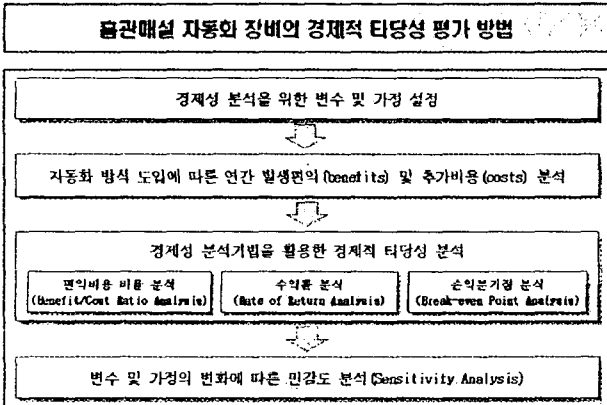 흄관매설 자동화 장비의 경제적 타당성 평가 방법
경제성 분석을 위한 변수 및 가정 설정
자동화 방식 도입에 따른 연간 발생편익(benefits) 및 추가비용(costs) 분석
경제성 분석기법을 활용한 경제적 타당성 분석
편익비용 비율 분석
(Benefit/Cost Ratio Analysis)
수익률 분석
(Rate of Return Analysis)
손익분기점 분석
(Break-even Point Analysis)
변수 및 가정의 변화에 따른 민감도 분석(Sensitivity Analysis)